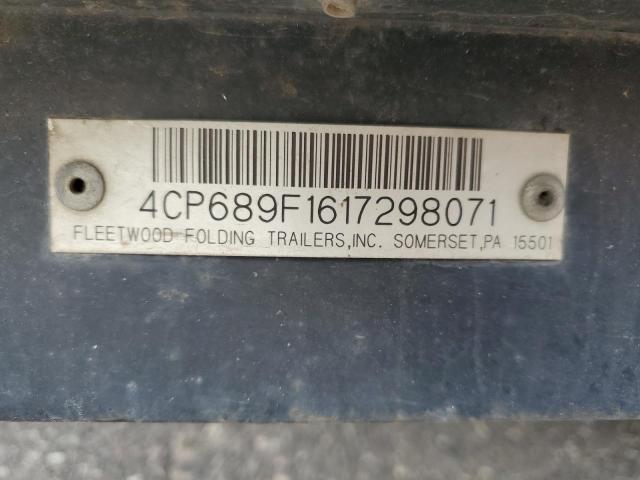 4CP689F1617298071
FLEETWOOD FOLDING TRAILERS,INC. SOMERSET,PA 15501